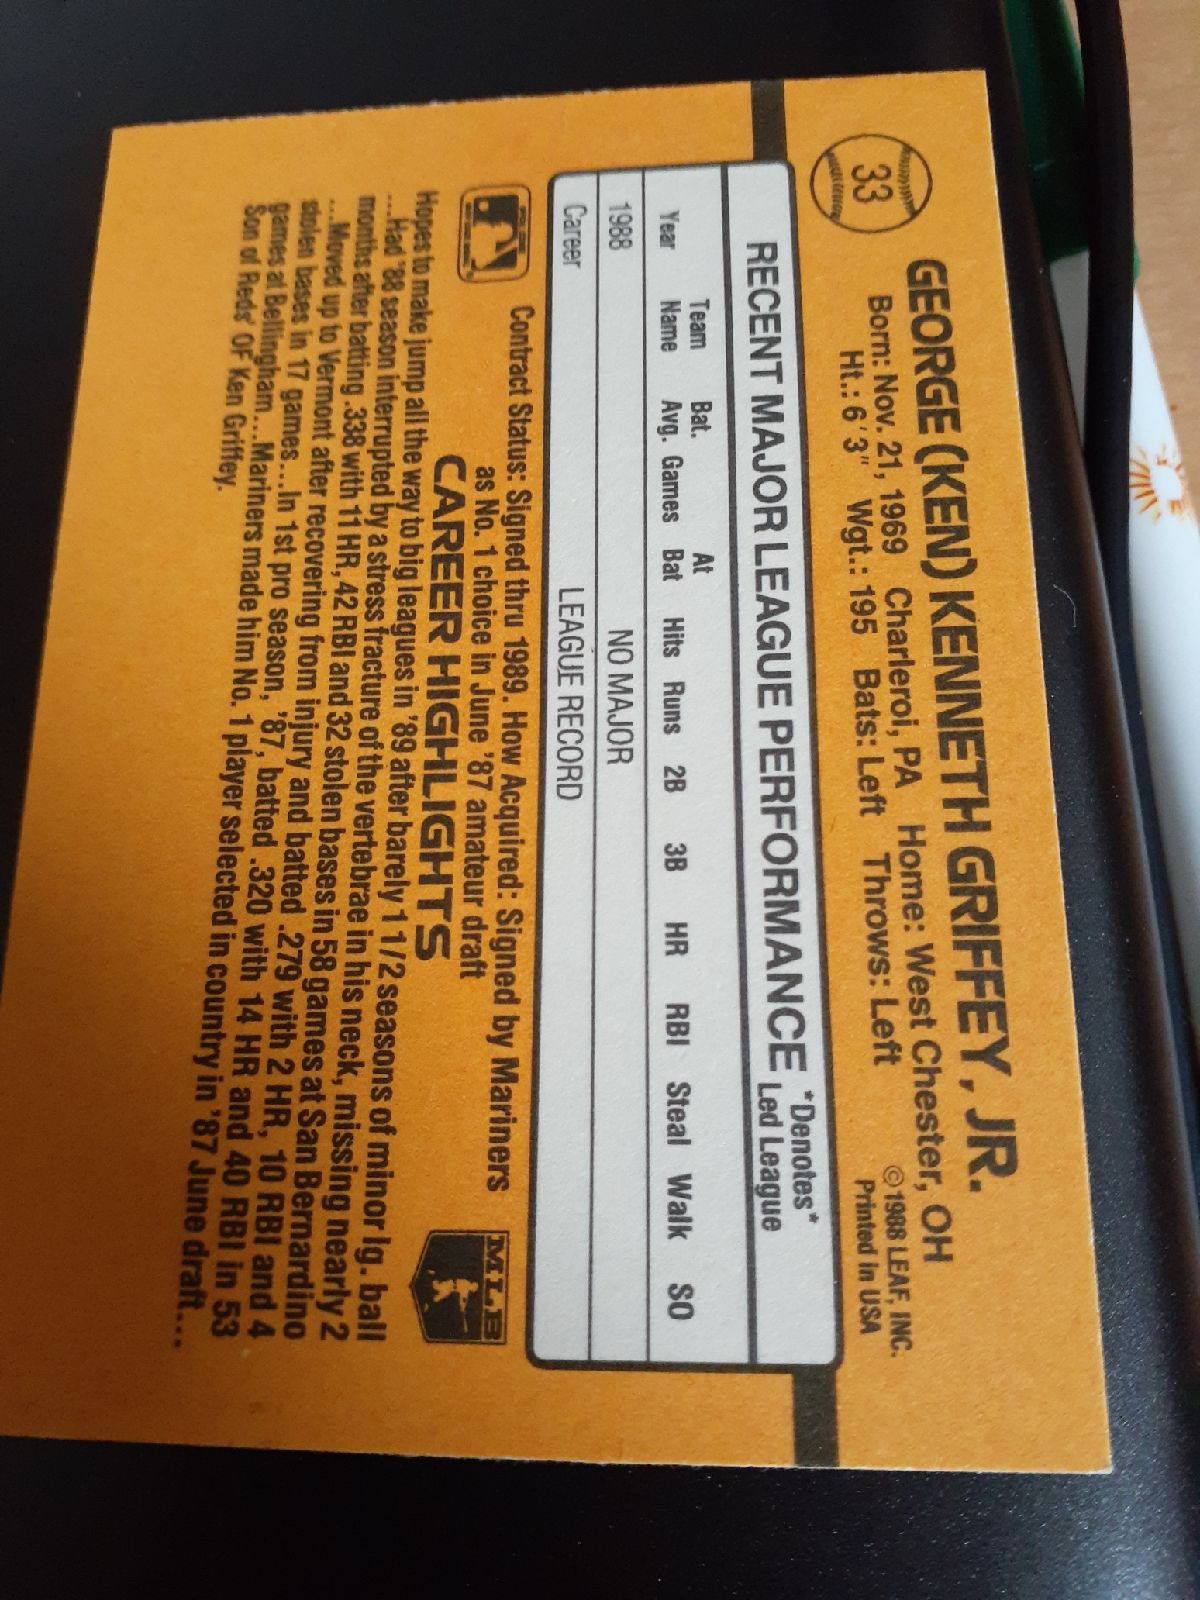 33
GEORGE (KEN) KENNETH GRIFFEY, JR.
Born: Nov. 21, 1969 Charleroi, PA Home: West Chester, OH
Ht.: 6'3" Wgt.: 195 Bats: Left Throws: Left
©1988 LEAF, INC.
Printed in USA
RECENT MAJOR LEAGUE PERFORMANCE *Denotes*
Led League
Team Bat. At
Year Name Avg. Games Bat Hits Runs 2B 3B HR RBI Steal Walk SO
1988 NO MAJOR
Career LEAGUE RECORD
Contract Status: Signed thru 1989. How Acquired: Signed by Mariners
as No. 1 choice in June '87 amateur draft
MLB
CAREER HIGHLIGHTS
Hopes to make jump all the way to big leagues in '89 after barely 1 1/2 seasons of minor lg. ball
...Had '88 season interrupted by a stress fracture of the vertebrae in his neck, missing nearly 2
months after batting .338 with 11 HR, 42 RBI and 32 stolen bases in 58 games at San Bernardino
...Moved up to Vermont after recovering from injury and batted .279 with 2 HR, 10 RBI and 4
stolen bases in 17 games...In 1st pro season, '87, batted .320 with 14 HR and 40 RBI in 53
games at Bellingham....Mariners made him No. 1 player selected in country in '87 June draft....
Son of Reds' OF Ken Griffey.